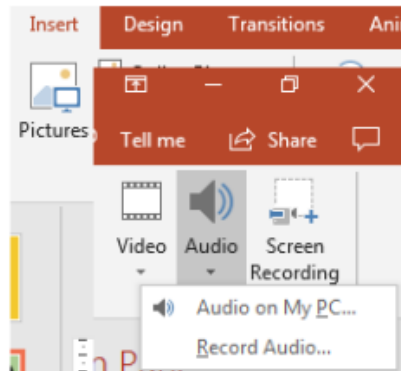 Insert Design Transitions
Pictures
Tell me Share
Video Audio Screen Recording
Audio on My PC...
Record Audio...